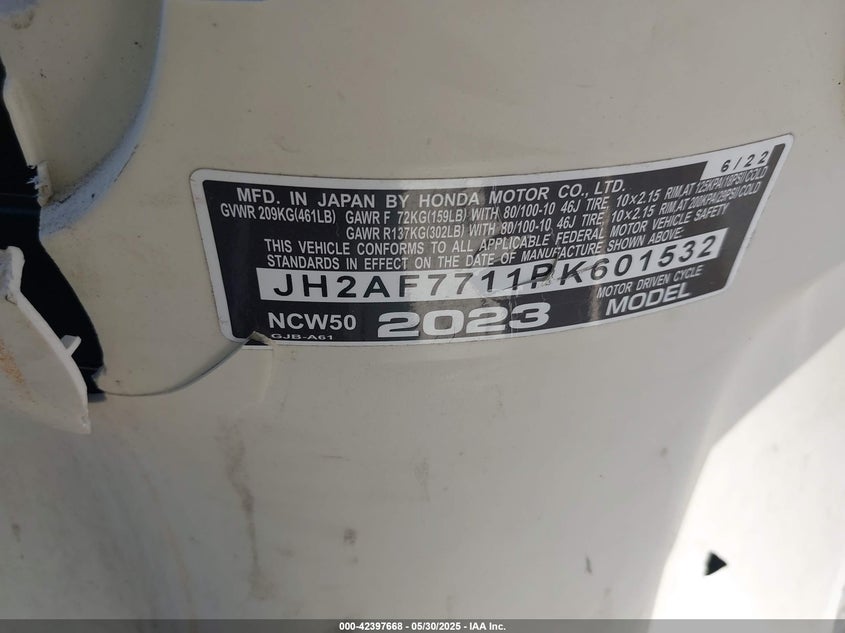 6/22
MFD. IN JAPAN BY HONDA MOTOR CO., LTD.
GVWR 209KG(461LB) GAWR F 72KG(159LB) WITH 80/100-10 46J TIRE, 10×2.15 RIM,AT 125KPA(18PSI)COLD
GAWR R137KG(302LB) WITH 80/100-10 46J TIRE, 10×2.15 RIM,AT 200KPA(29PSI)COLD
THIS VEHICLE CONFORMS TO ALL APPLICABLE FEDERAL MOTOR VEHICLE SAFETY
STANDARDS IN EFFECT ON THE DATE OF MANUFACTURE SHOWN ABOVE:
JH2AF7711PK601532
MOTOR DRIVEN CYCLE
NCW50 2023 MODEL
GJB-A61
000-42397668 - 05/30/2025 - IAA Inc.